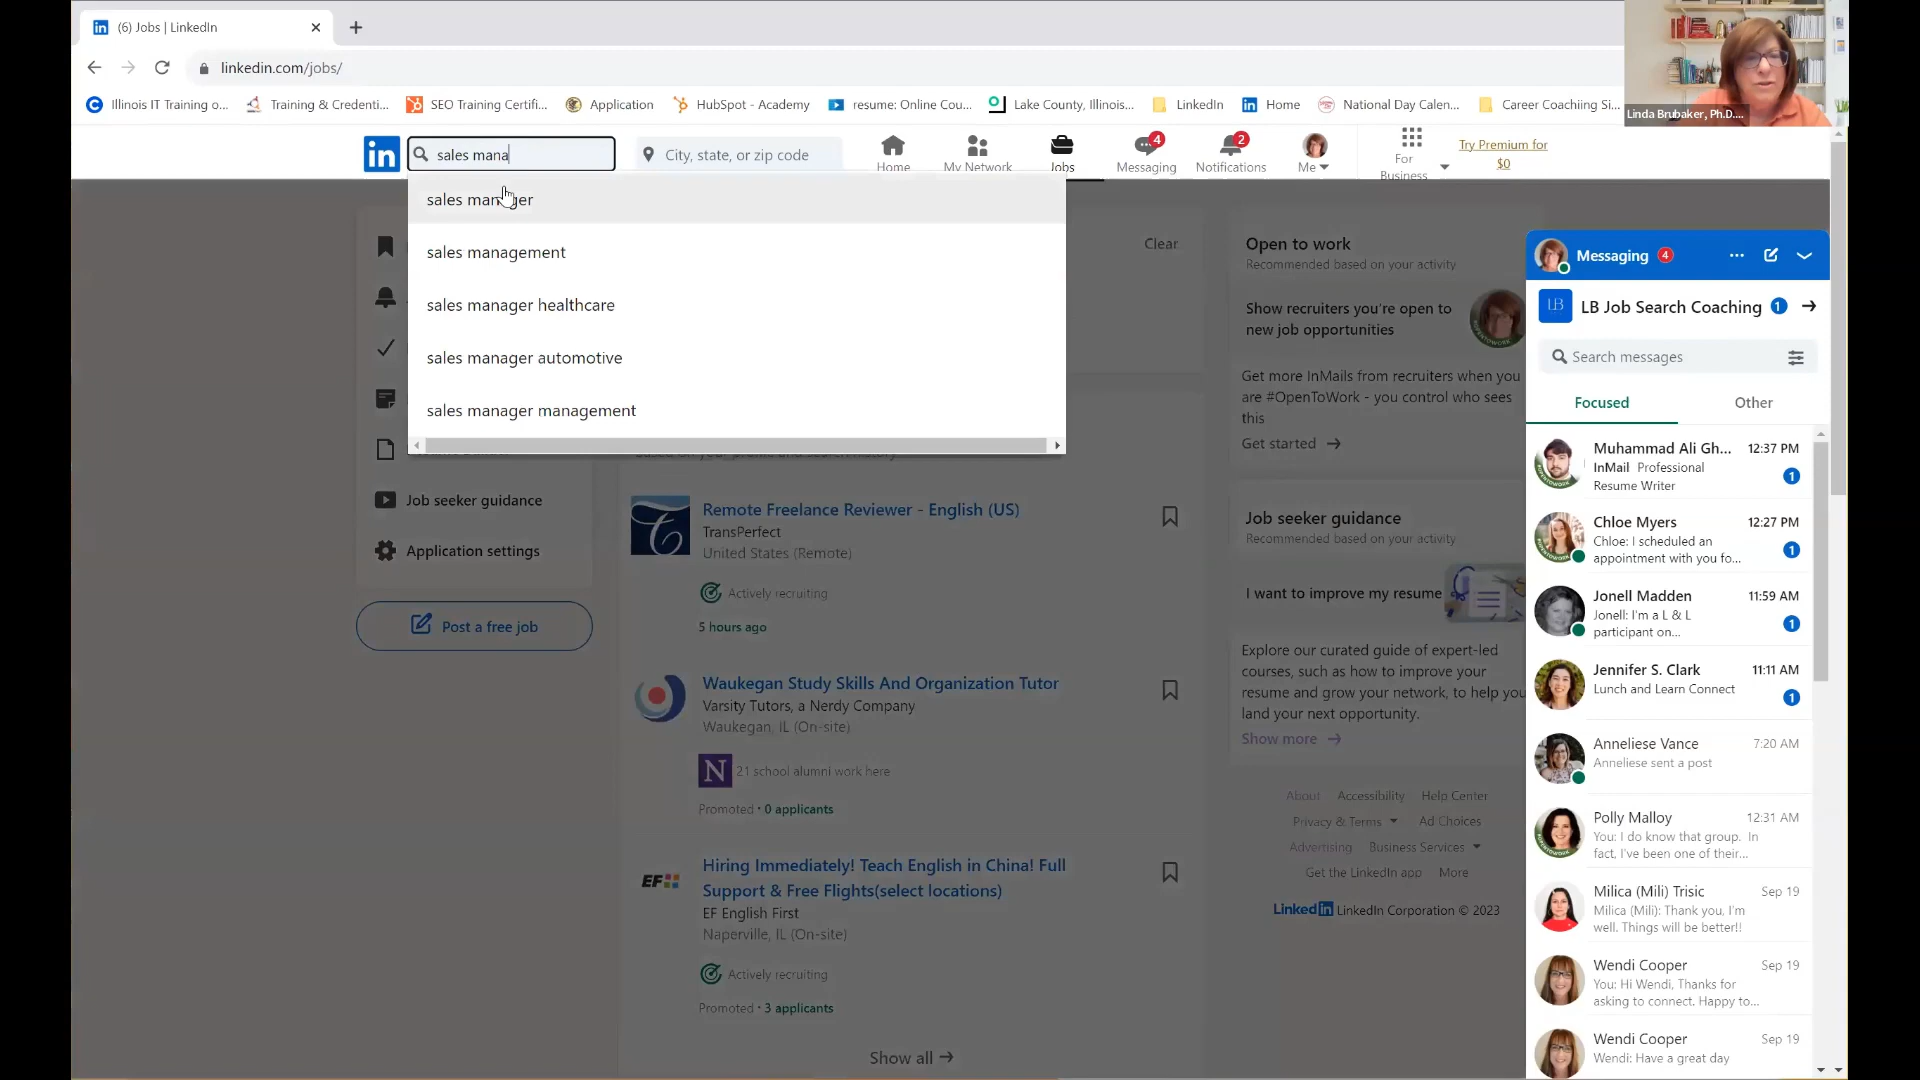 (6) Jobs | LinkedIn
linkedin.com/jobs/
Illinois IT Training o...
Training & Credenti...
SEO Training Certifi...
Application
HubSpot - Academy
resume: Online Cou...
Lake County, Illinois...
LinkedIn
Home
National Day Calen...
Career Coachiing Si...
Linda Brubaker, Ph.D....
in
sales mana
City, state, or zip code
Home
My Network
Jobs
4
Messaging
2
Notifications
Me
For
Business
Try Premium for
$0
sales manager
sales management
sales manager healthcare
sales manager automotive
sales manager management
Job seeker guidance
Application settings
Post a free job
Clear
Remote Freelance Reviewer - English (US)
TransPerfect
United States (Remote)
Actively recruiting
5 hours ago
Waukegan Study Skills And Organization Tutor
Varsity Tutors, a Nerdy Company
Waukegan, IL (On-site)
N
21 school alumni work here
Promoted · 0 applicants
EF
Hiring Immediately! Teach English in China! Full
Support & Free Flights(select locations)
EF English First
Naperville, IL (On-site)
Actively recruiting
Promoted · 3 applicants
Show all
Open to work
Recommended based on your activity
Show recruiters you're open to
new job opportunities
Get more InMails from recruiters when you
are #OpenToWork - you control who sees
this
Get started
Job seeker guidance
Recommended based on your activity
I want to improve my resume
Explore our curated guide of expert-led
courses, such as how to improve your
resume and grow your network, to help you
land your next opportunity.
Show more
About Accessibility Help Center
Privacy & Terms Ad Choices
Advertising Business Services
Get the LinkedIn app More
LinkedIn LinkedIn Corporation © 2023
Messaging 4
LB
LB Job Search Coaching 1
Search messages
Focused
Other
Muhammad Ali Gh... 12:37 PM
InMail Professional
Resume Writer
1
Chloe Myers 12:27 PM
Chloe: I scheduled an
appointment with you fo...
1
Jonell Madden 11:59 AM
Jonell: I'm a L & L
participant on...
1
Jennifer S. Clark 11:11 AM
Lunch and Learn Connect
1
Anneliese Vance 7:20 AM
Anneliese sent a post
Polly Malloy 12:31 AM
You: I do know that group. In
fact, I've been one of their...
Milica (Mili) Trisic Sep 19
Milica (Mili): Thank you, I'm
well. Things will be better!!
Wendi Cooper Sep 19
You: Hi Wendi, Thanks for
asking to connect. Happy to...
Wendi Cooper Sep 19
Wendi: Have a great day